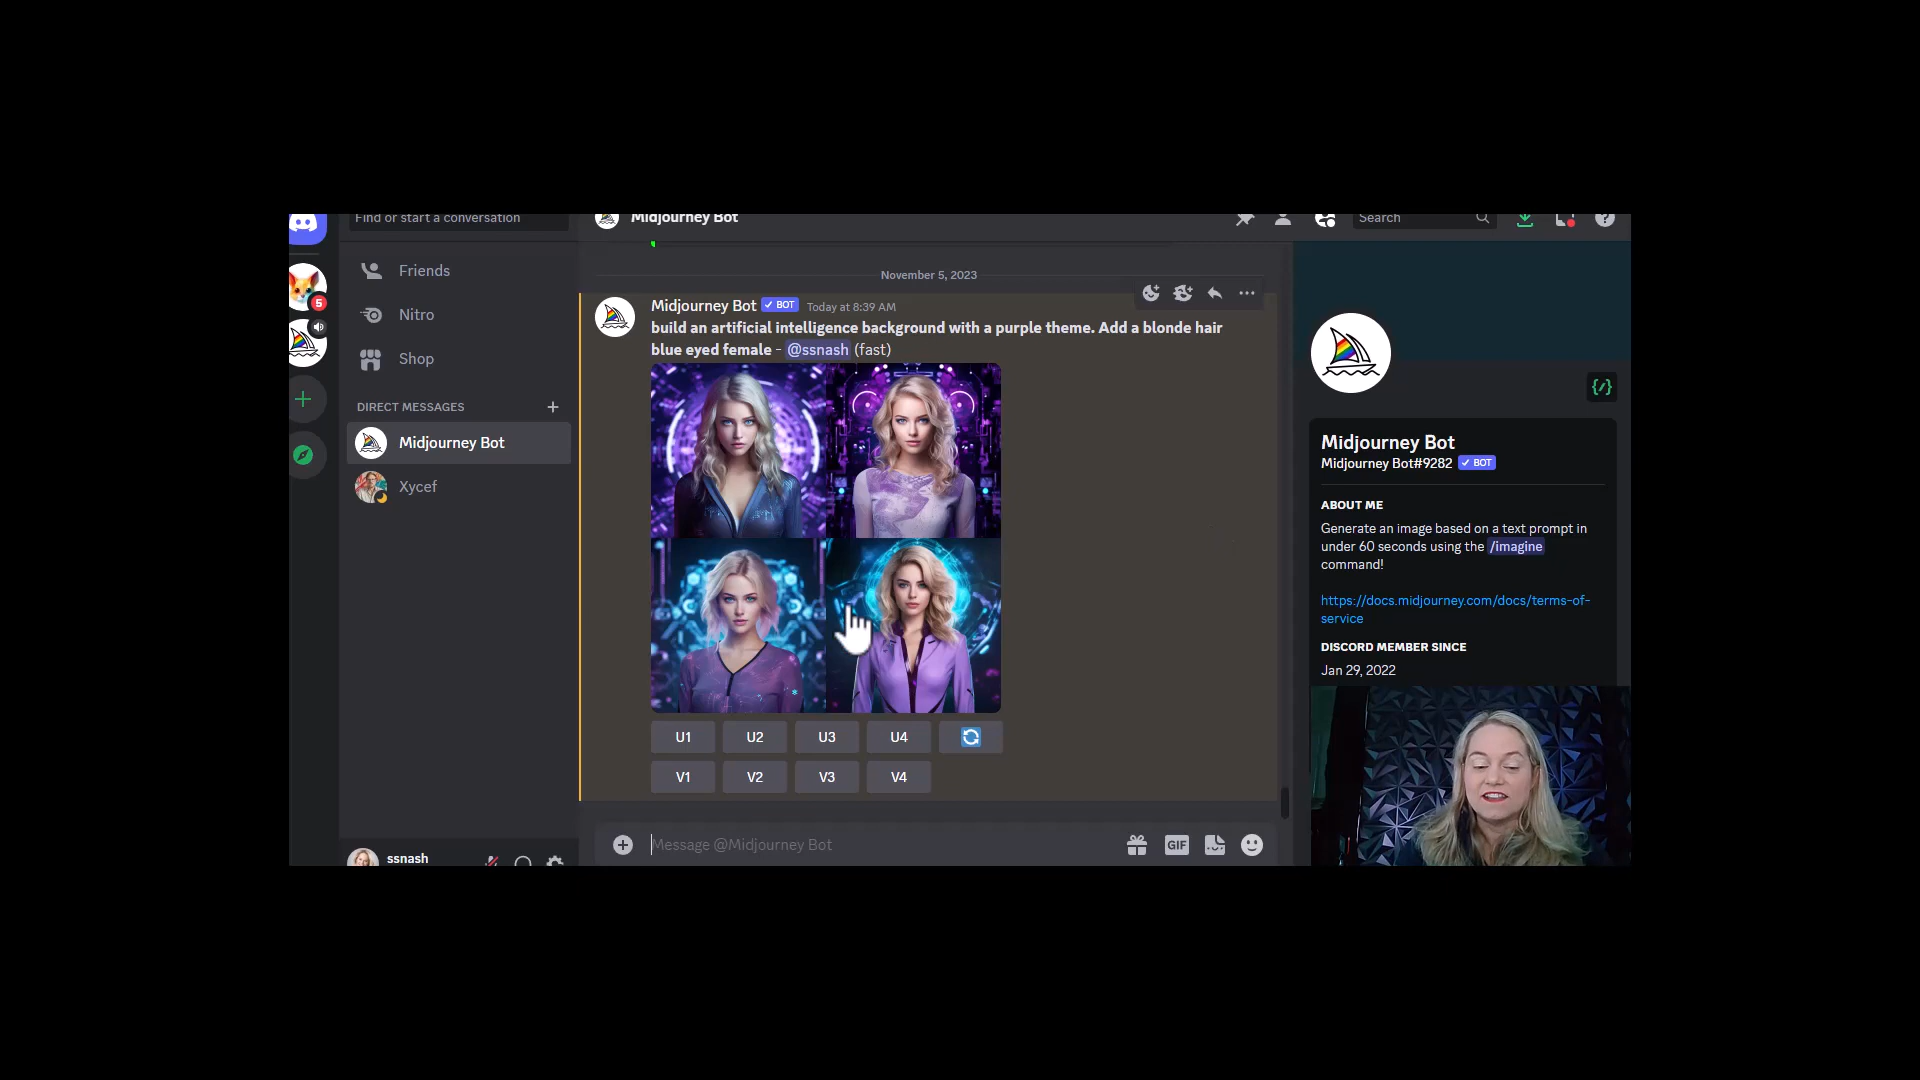 Find or start a conversation
Midjourney Bot
Search
Friends
Nitro
Shop
DIRECT MESSAGES
Midjourney Bot
Xycef
5
ssnash
November 5, 2023
Midjourney Bot ✓ BOT Today at 8:39 AM
build an artificial intelligence background with a purple theme. Add a blonde hair
blue eyed female - @ssnash (fast)
U1 U2 U3 U4
V1 V2 V3 V4
Message @Midjourney Bot
GIF
Midjourney Bot
Midjourney Bot#9282 ✓ BOT
ABOUT ME
Generate an image based on a text prompt in
under 60 seconds using the /imagine
command!
https://docs.midjourney.com/docs/terms-of-
service
DISCORD MEMBER SINCE
Jan 29, 2022